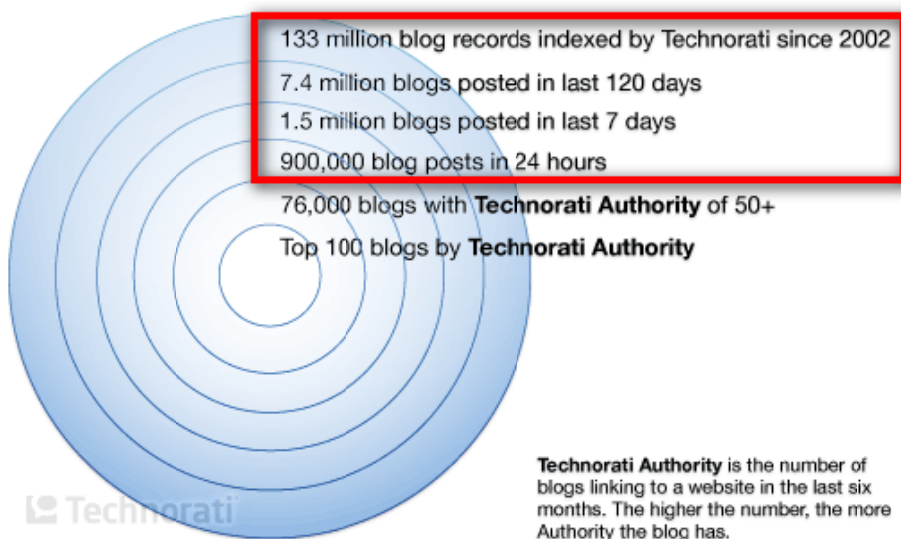 133 million blog records indexed by Technorati since 2002
7.4 million blogs posted in last 120 days
1.5 million blogs posted in last 7 days
900,000 blog posts in 24 hours
76,000 blogs with Technorati Authority of 50+
Top 100 blogs by Technorati Authority
Technorati Authority is the number of
blogs linking to a website in the last six
months. The higher the number, the more
Authority the blog has.
Technorati